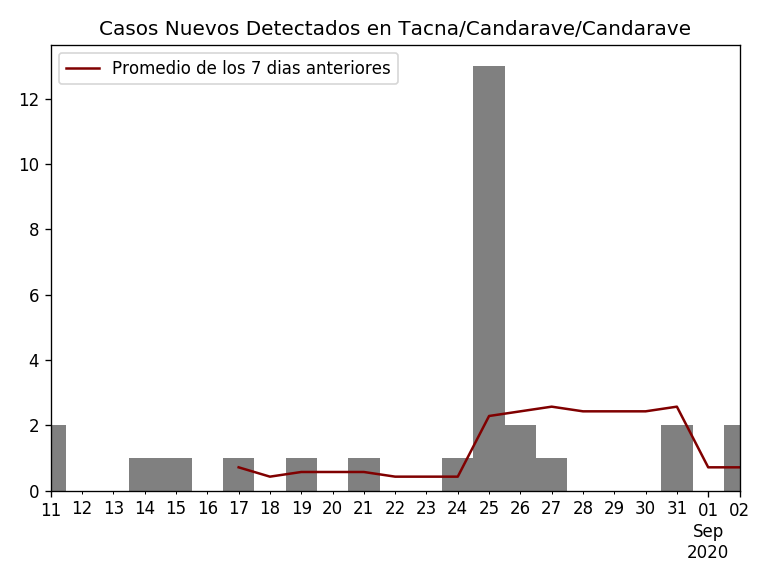 Casos Nuevos Detectados en Tacna/Candarave/Candarave
Promedio de los 7 dias anteriores
12
10
8
6
4
2
0
11 12 13 14 15 16 17 18 19 20 21 22 23 24 25 26 27 28 29 30 31 01 02
Sep
2020